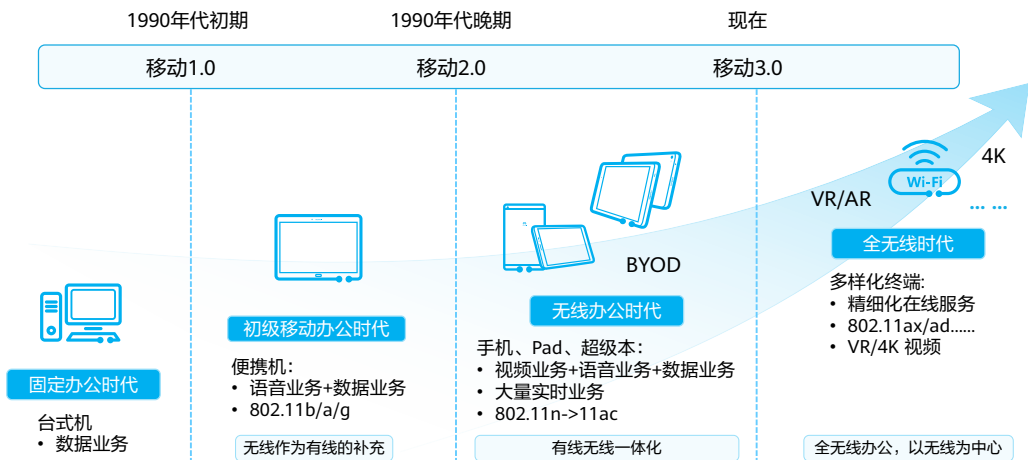 1990年代初期
1990年代晚期
现在
移动1.0
移动2.0
移动3.0
固定办公时代
台式机
• 数据业务
初级移动办公时代
便携机：
• 语音业务+数据业务
• 802.11b/a/g
无线作为有线的补充
BYOD
无线办公时代
手机、Pad、超级本：
• 视频业务+语音业务+数据业务
• 大量实时业务
• 802.11n->11ac
有线无线一体化
4K
Wi-Fi
VR/AR
... ...
全无线时代
多样化终端:
• 精细化在线服务
• 802.11ax/ad......
• VR/4K 视频
全无线办公，以无线为中心